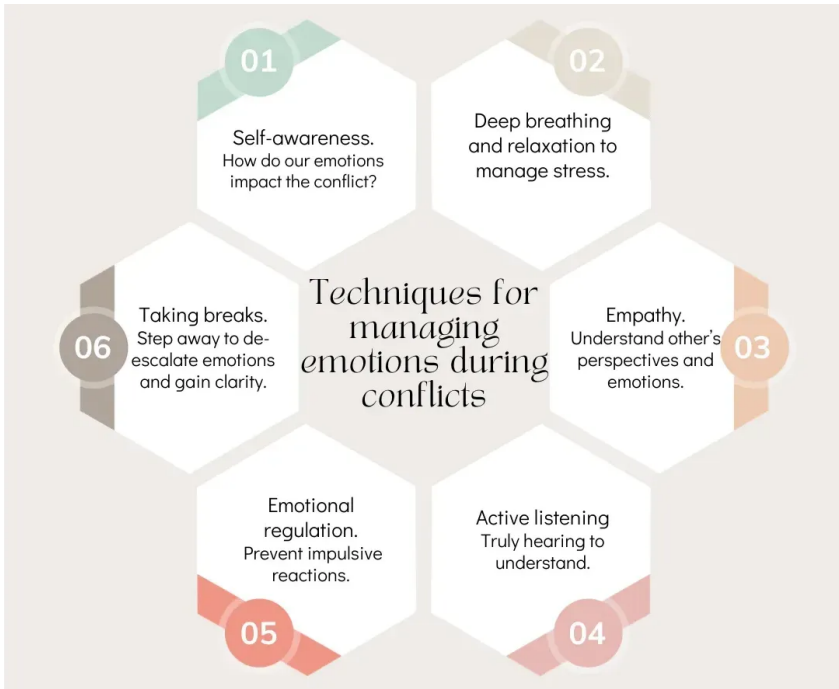 01
Self-awareness.
How do our emotions
impact the conflict?
02
Deep breathing
and relaxation to
manage stress.
Techniques for
managing
emotions during
conflicts
03
Empathy.
Understand other's
perspectives and
emotions.
04
Active listening
Truly hearing to
understand.
05
Emotional
regulation.
Prevent impulsive
reactions.
06
Taking breaks.
Step away to de-
escalate emotions
and gain clarity.